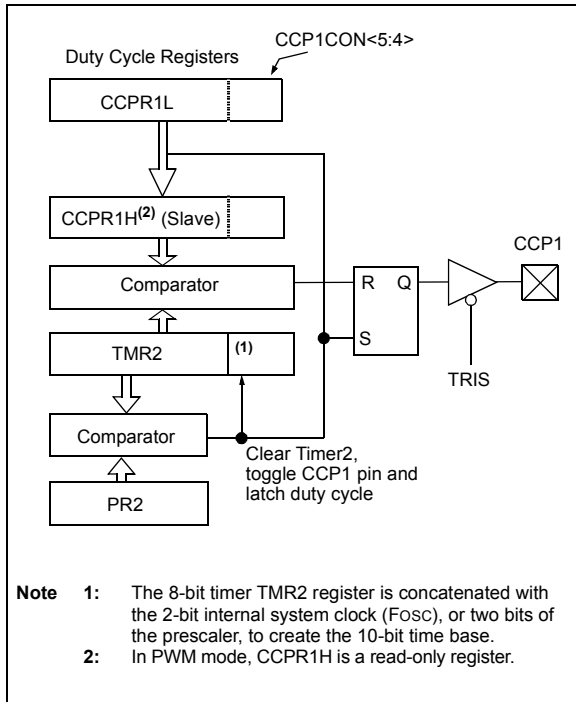 CCP1CON<5:4>
Duty Cycle Registers
CCPR1L
CCPR1H(2) (Slave)
CCP1
Comparator
R Q
S
TMR2
(1)
TRIS
Comparator
Clear Timer2,
toggle CCP1 pin and
latch duty cycle
PR2
Note 1: The 8-bit timer TMR2 register is concatenated with
the 2-bit internal system clock (FOSC), or two bits of
the prescaler, to create the 10-bit time base.
2: In PWM mode, CCPR1H is a read-only register.